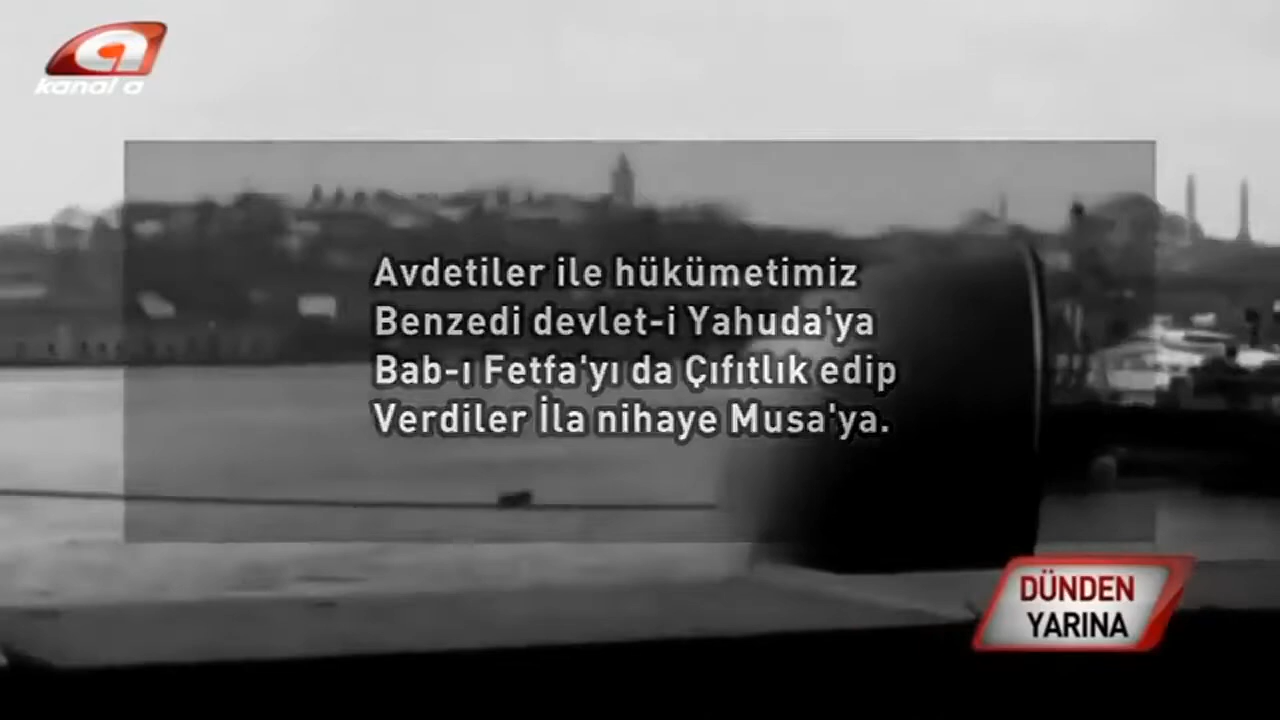 kanal a
Avdetiler ile hükümetimiz
Benzedi devlet-i Yahuda'ya
Bab-ı Fetfa'yı da Çıfıtlık edip
Verdiler İla nihaye Musa'ya.
DÜNDEN
YARINA